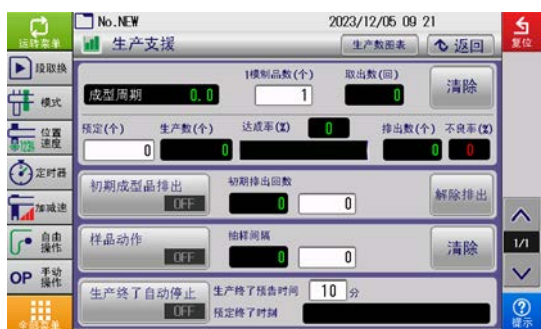 No.NEW 2023/12/05 09 21
运转菜单 生产支援 生产数图表 返回 复位
段取换
模式
位置
速度
定时器
加减速
自由
操作
OP 手动
操作
全部菜单
1模制品数(个) 取出数(回)
成型周期 0.0 1 0 清除
预定(个) 生产数(个) 达成率(%) 0 排出数(个) 不良率(%)
0 0 0 0
初期成型品排出 初期排出回数
OFF 0 0 解除排出
样品动作 抽样间隔
OFF 0 0 清除
生产终了自动停止 生产终了预告时间 10 分
OFF 预定终了时刻
1/1
提示